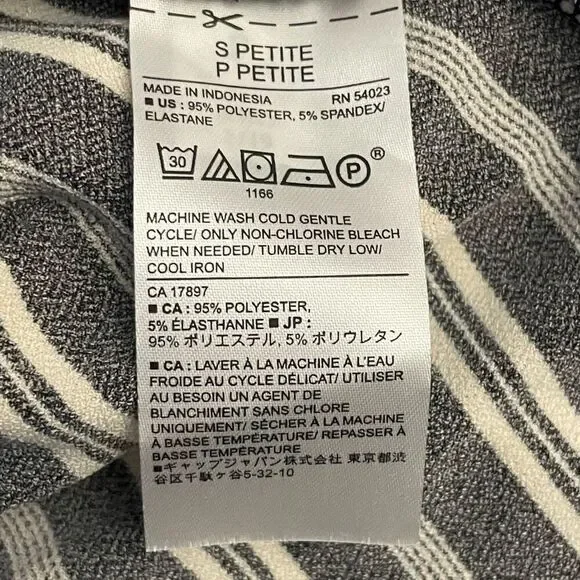 S PETITE
P PETITE
MADE IN INDONESIA RN 54023
■ US : 95% POLYESTER, 5% SPANDEX/
ELASTANE
30 P ®
1166
MACHINE WASH COLD GENTLE
CYCLE/ ONLY NON-CHLORINE BLEACH
WHEN NEEDED/ TUMBLE DRY LOW/
COOL IRON
CA 17897
■ CA : 95% POLYESTER,
5% ÉLASTHANNE ■ JP :
95% ポリエステル, 5% ポリウレタン
■ CA : LAVER À LA MACHINE À L'EAU
FROIDE AU CYCLE DÉLICAT/ UTILISER
AU BESOIN UN AGENT DE
BLANCHIMENT SANS CHLORE
UNIQUEMENT/ SÉCHER À LA MACHINE
À BASSE TEMPÉRATURE/ REPASSER À
BASSE TEMPÉRATURE
■ギャップジャパン株式会社 東京都渋
谷区千駄ヶ谷5-32-10